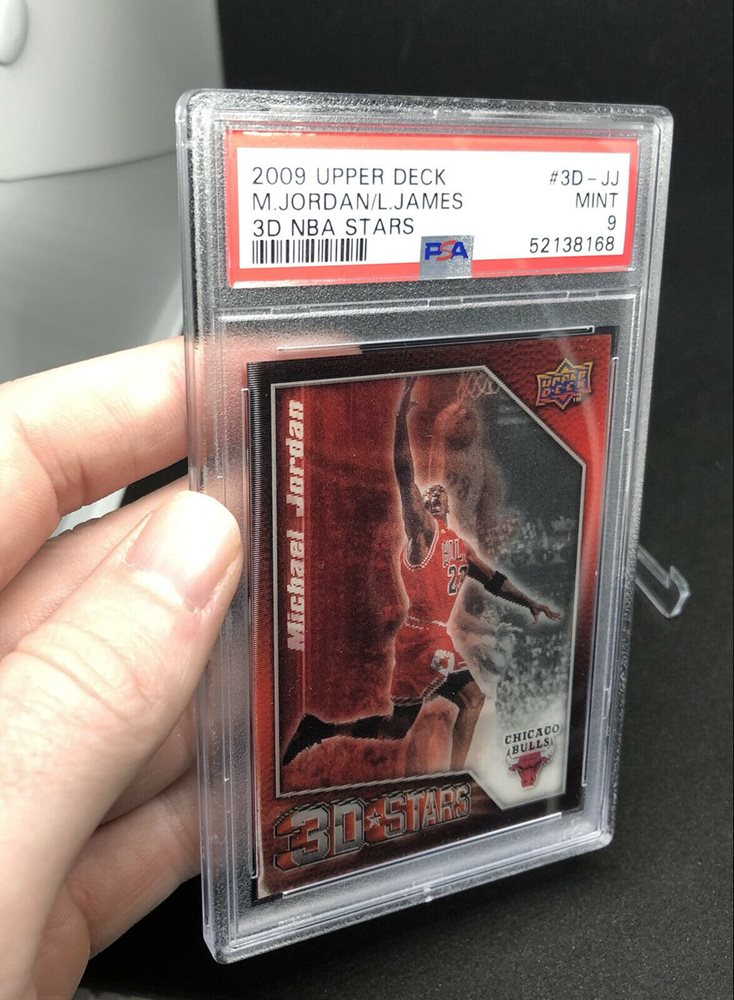 2009 UPPER DECK #3D-JJ
M.JORDAN/L.JAMES MINT
3D NBA STARS 9
PSA 52138168
UPPER
DECK
Michael Jordan
BULL
23
CHICAGO
BULLS
3D★STARS